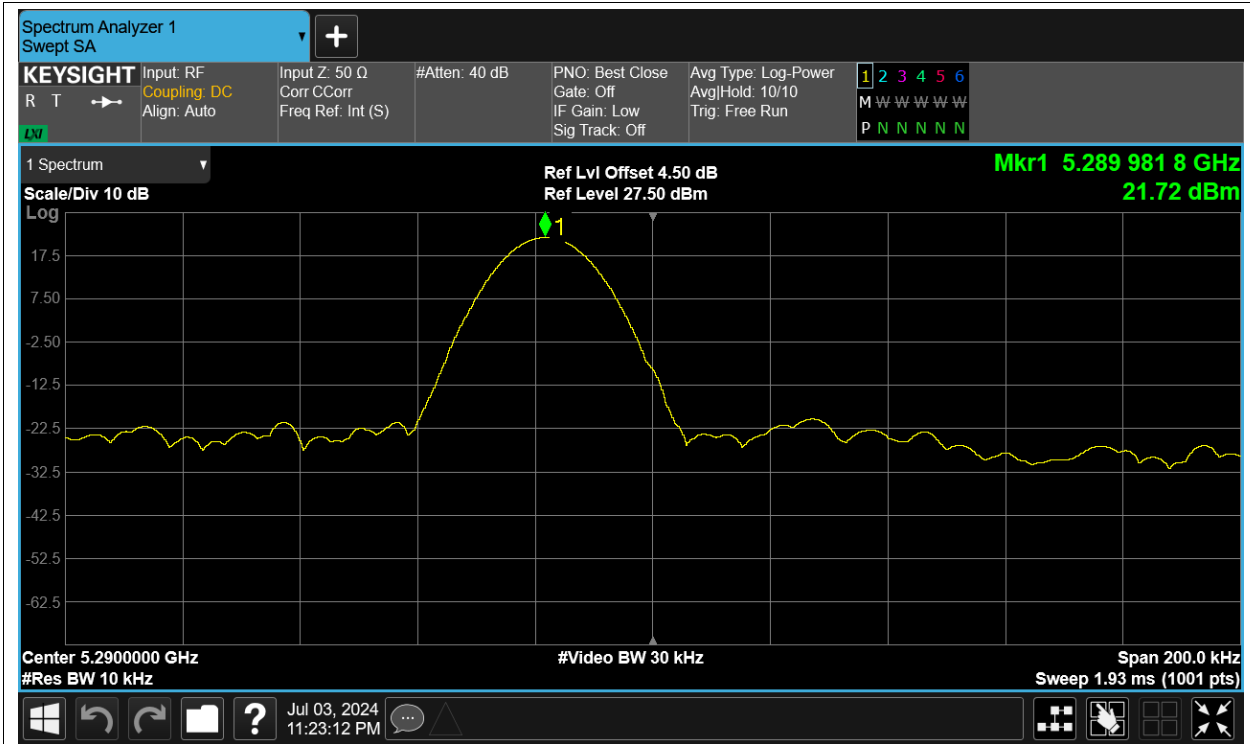 Spectrum Analyzer 1
Swept SA
+
KEYSIGHT
R T
LXI
Input: RF
Coupling: DC
Align: Auto
Input Z: 50 Ω
Corr CCorr
Freq Ref: Int (S)
#Atten: 40 dB
PNO: Best Close
Gate: Off
IF Gain: Low
Sig Track: Off
Avg Type: Log-Power
Avg|Hold: 10/10
Trig: Free Run
1 2 3 4 5 6
M W W W W W
P N N N N N
1 Spectrum
Scale/Div 10 dB
Log
Ref Lvl Offset 4.50 dB
Ref Level 27.50 dBm
Mkr1 5.289 981 8 GHz
21.72 dBm
1
17.5
7.50
-2.50
-12.5
-22.5
-32.5
-42.5
-52.5
-62.5
Center 5.2900000 GHz
#Res BW 10 kHz
#Video BW 30 kHz
Span 200.0 kHz
Sweep 1.93 ms (1001 pts)
?
Jul 03, 2024
11:23:12 PM